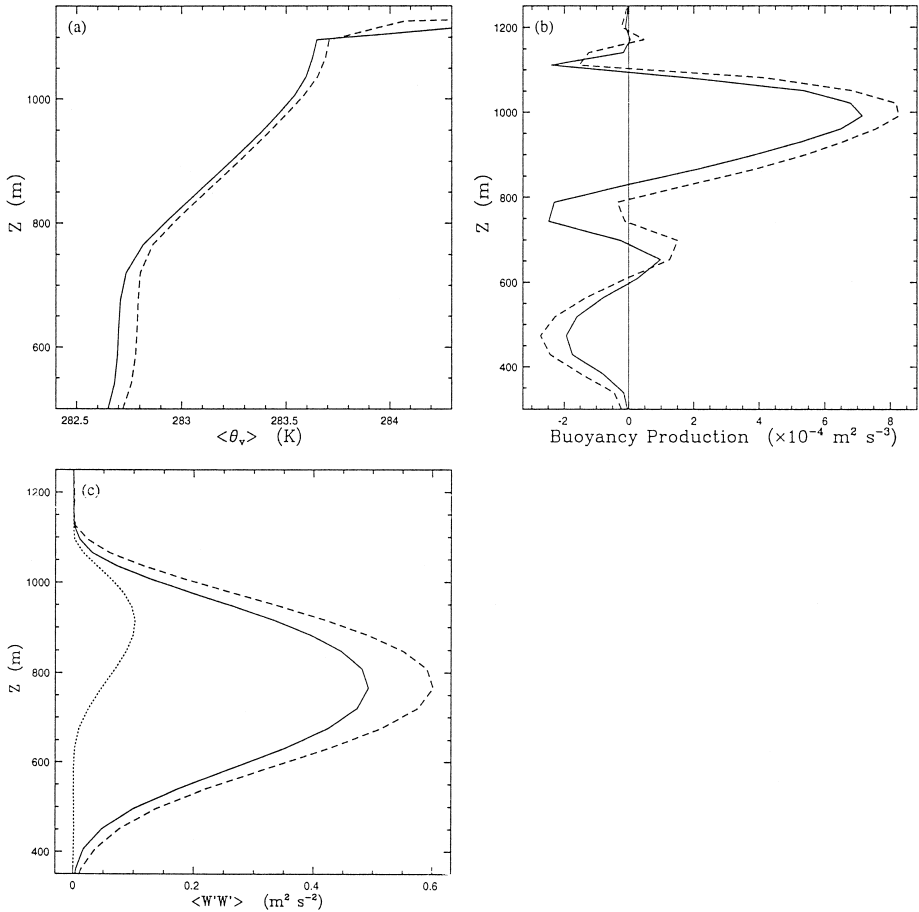 (a)
1000
800
600
Z (m)
282.5 283 283.5 284
<θv> (K)
(b)
1200
1000
800
600
400
Z (m)
-2 0 2 4 6 8
Buoyancy Production (×10⁻⁴ m² s⁻³)
(c)
1200
1000
800
600
400
Z (m)
0 0.2 0.4 0.6
<W'W'> (m² s⁻²)